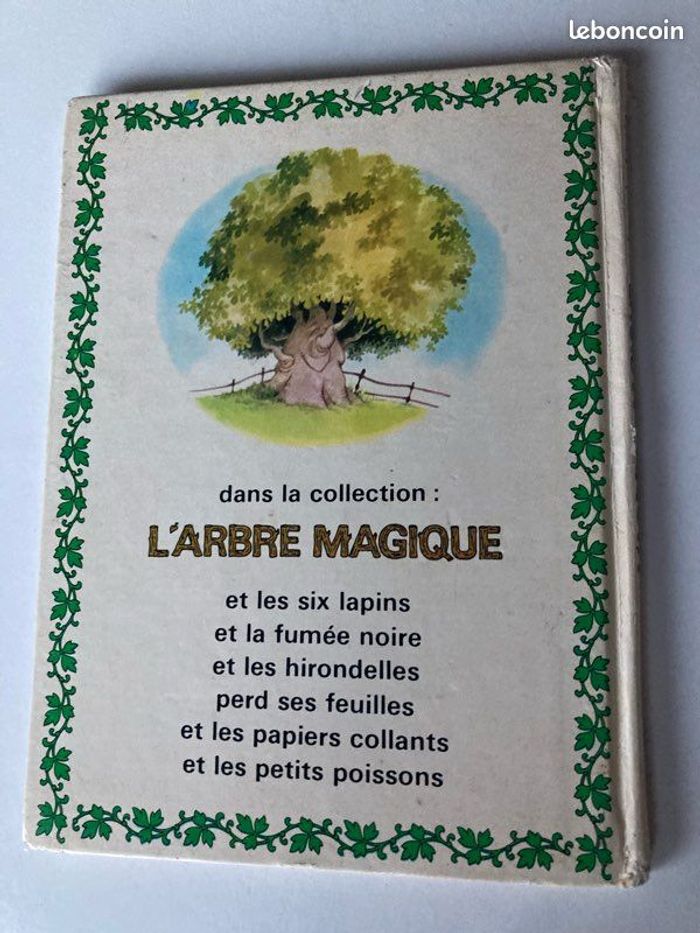 leboncoin
dans la collection :
L'ARBRE MAGIQUE
et les six lapins
et la fumée noire
et les hirondelles
perd ses feuilles
et les papiers collants
et les petits poissons